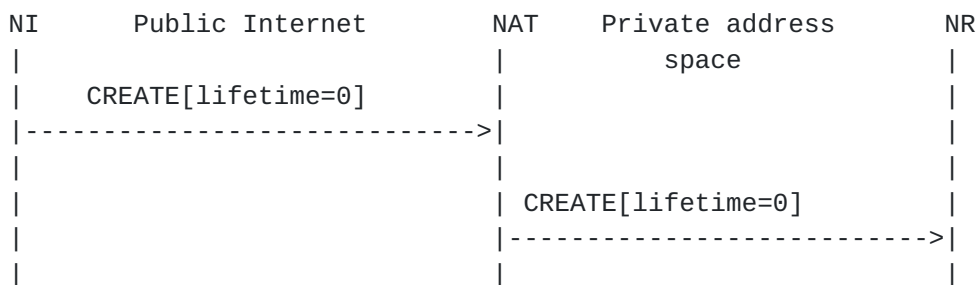 NI Public Internet NAT Private address NR
| | space |
| CREATE[lifetime=0] | |
|----------------------------->| |
| | |
| | CREATE[lifetime=0] |
| |--------------------------->|
| | |